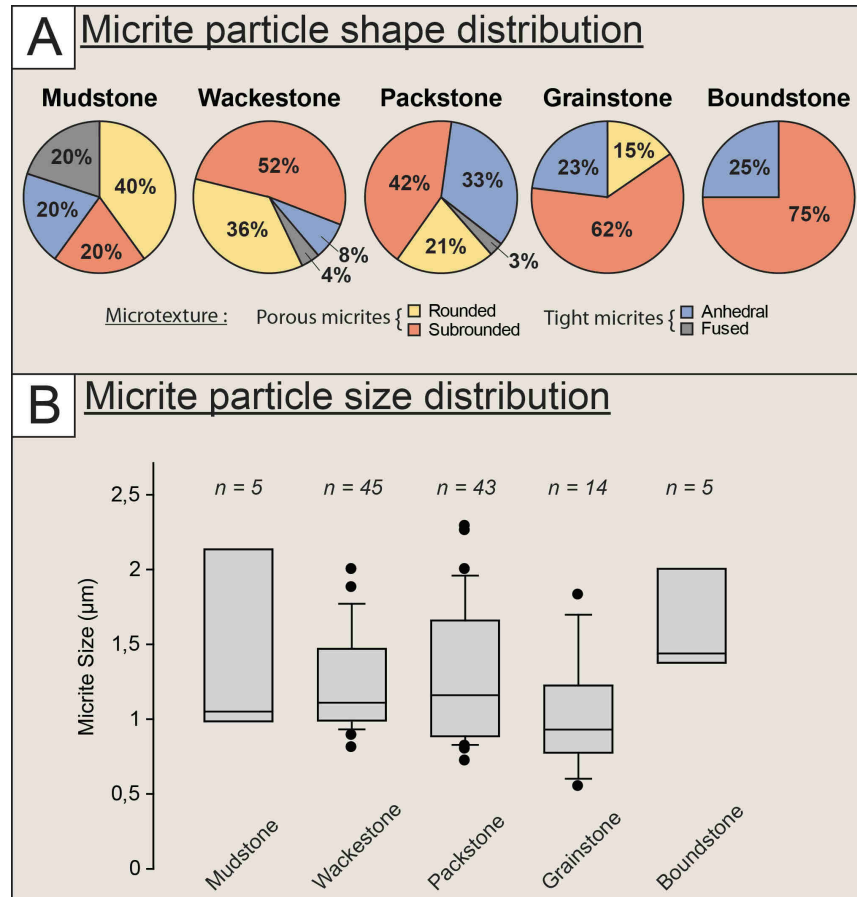 A Micrite particle shape distribution
Mudstone Wackestone Packstone Grainstone Boundstone
20% 40% 20% 20%
52% 36% 8% 4%
42% 33% 21% 3%
23% 15% 62%
25% 75%
Microtexture : Porous micrites { Rounded Subrounded Tight micrites { Anhedral Fused
B Micrite particle size distribution
Micrite Size (µm)
2,5
2
1,5
1
0,5
0
n = 5 n = 45 n = 43 n = 14 n = 5
Mudstone Wackestone Packstone Grainstone Boundstone